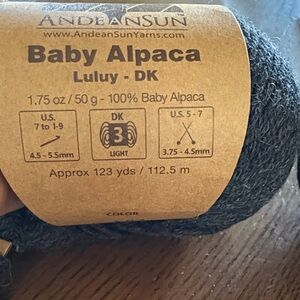 ANDEANSUN
www.AndeanSunYarns.com
Baby Alpaca
Luluy - DK
1.75 oz / 50 g - 100% Baby Alpaca
U.S.
7 to I-9
4.5 - 5.5mm
DK
3
LIGHT
U.S. 5 - 7
3.75 - 4.5mm
Approx 123 yds / 112.5 m
COLOR